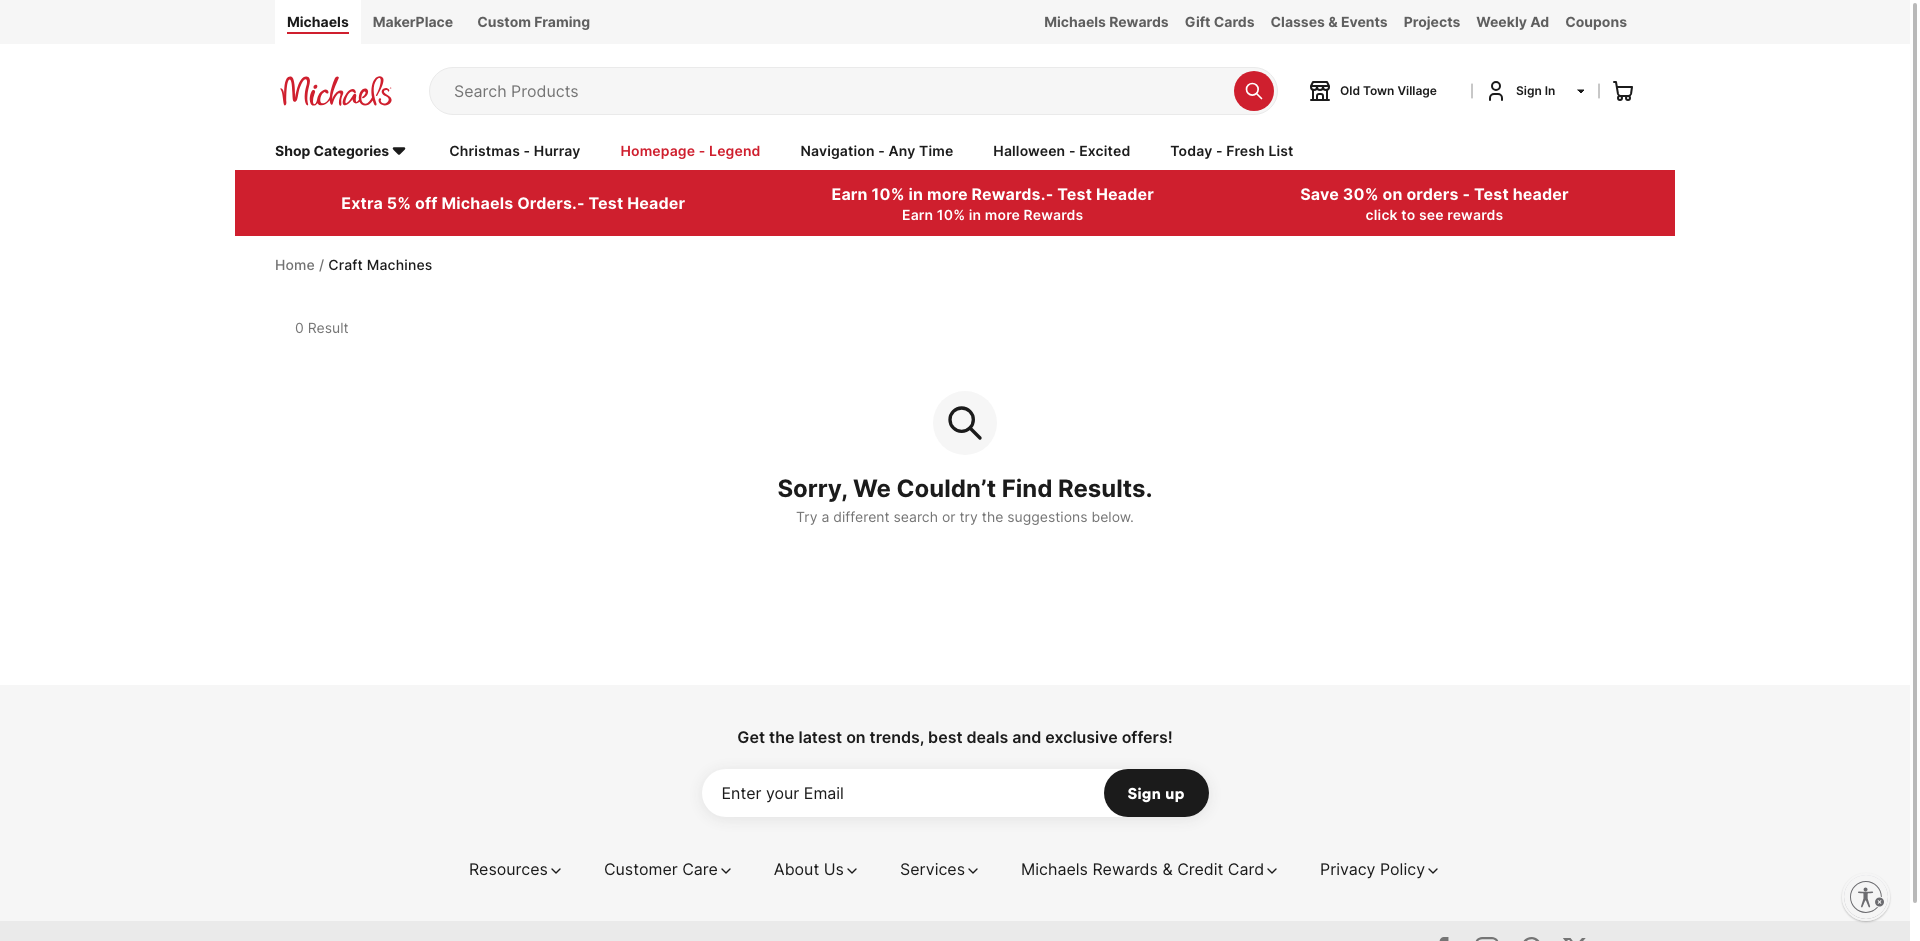 Michaels MakerPlace Custom Framing Michaels Rewards Gift Cards Classes & Events Projects Weekly Ad Coupons
Michaels Search Products Old Town Village Sign In
Shop Categories Christmas - Hurray Homepage - Legend Navigation - Any Time Halloween - Excited Today - Fresh List
Extra 5% off Michaels Orders.- Test Header
Earn 10% in more Rewards.- Test Header
Earn 10% in more Rewards
Save 30% on orders - Test header
click to see rewards
Home / Craft Machines
0 Result
Sorry, We Couldn’t Find Results.
Try a different search or try the suggestions below.
Get the latest on trends, best deals and exclusive offers!
Enter your Email Sign up
Resources Customer Care About Us Services Michaels Rewards & Credit Card Privacy Policy